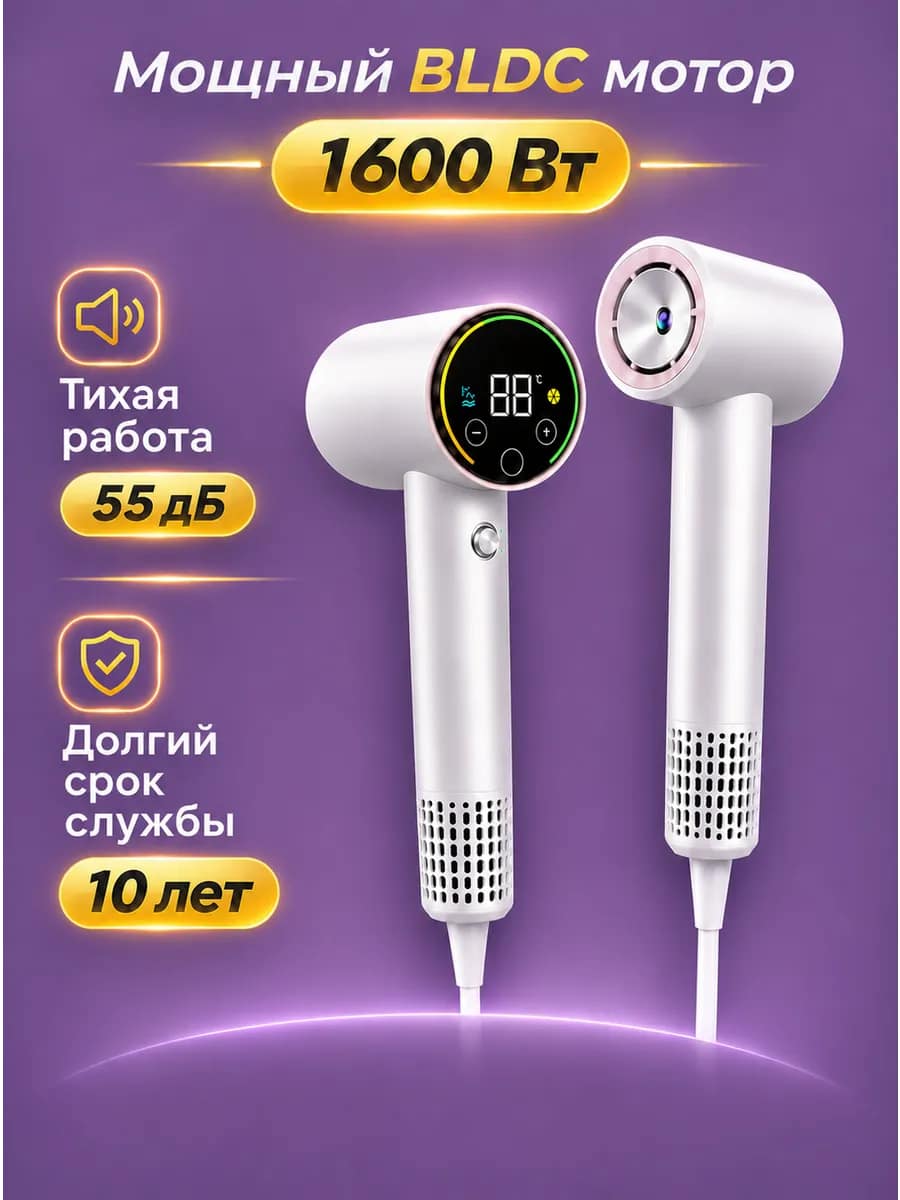 Мощный BLDC мотор
1600 Вт
Тихая
работа
55 дБ
88 °C
Долгий
срок
службы
10 лет